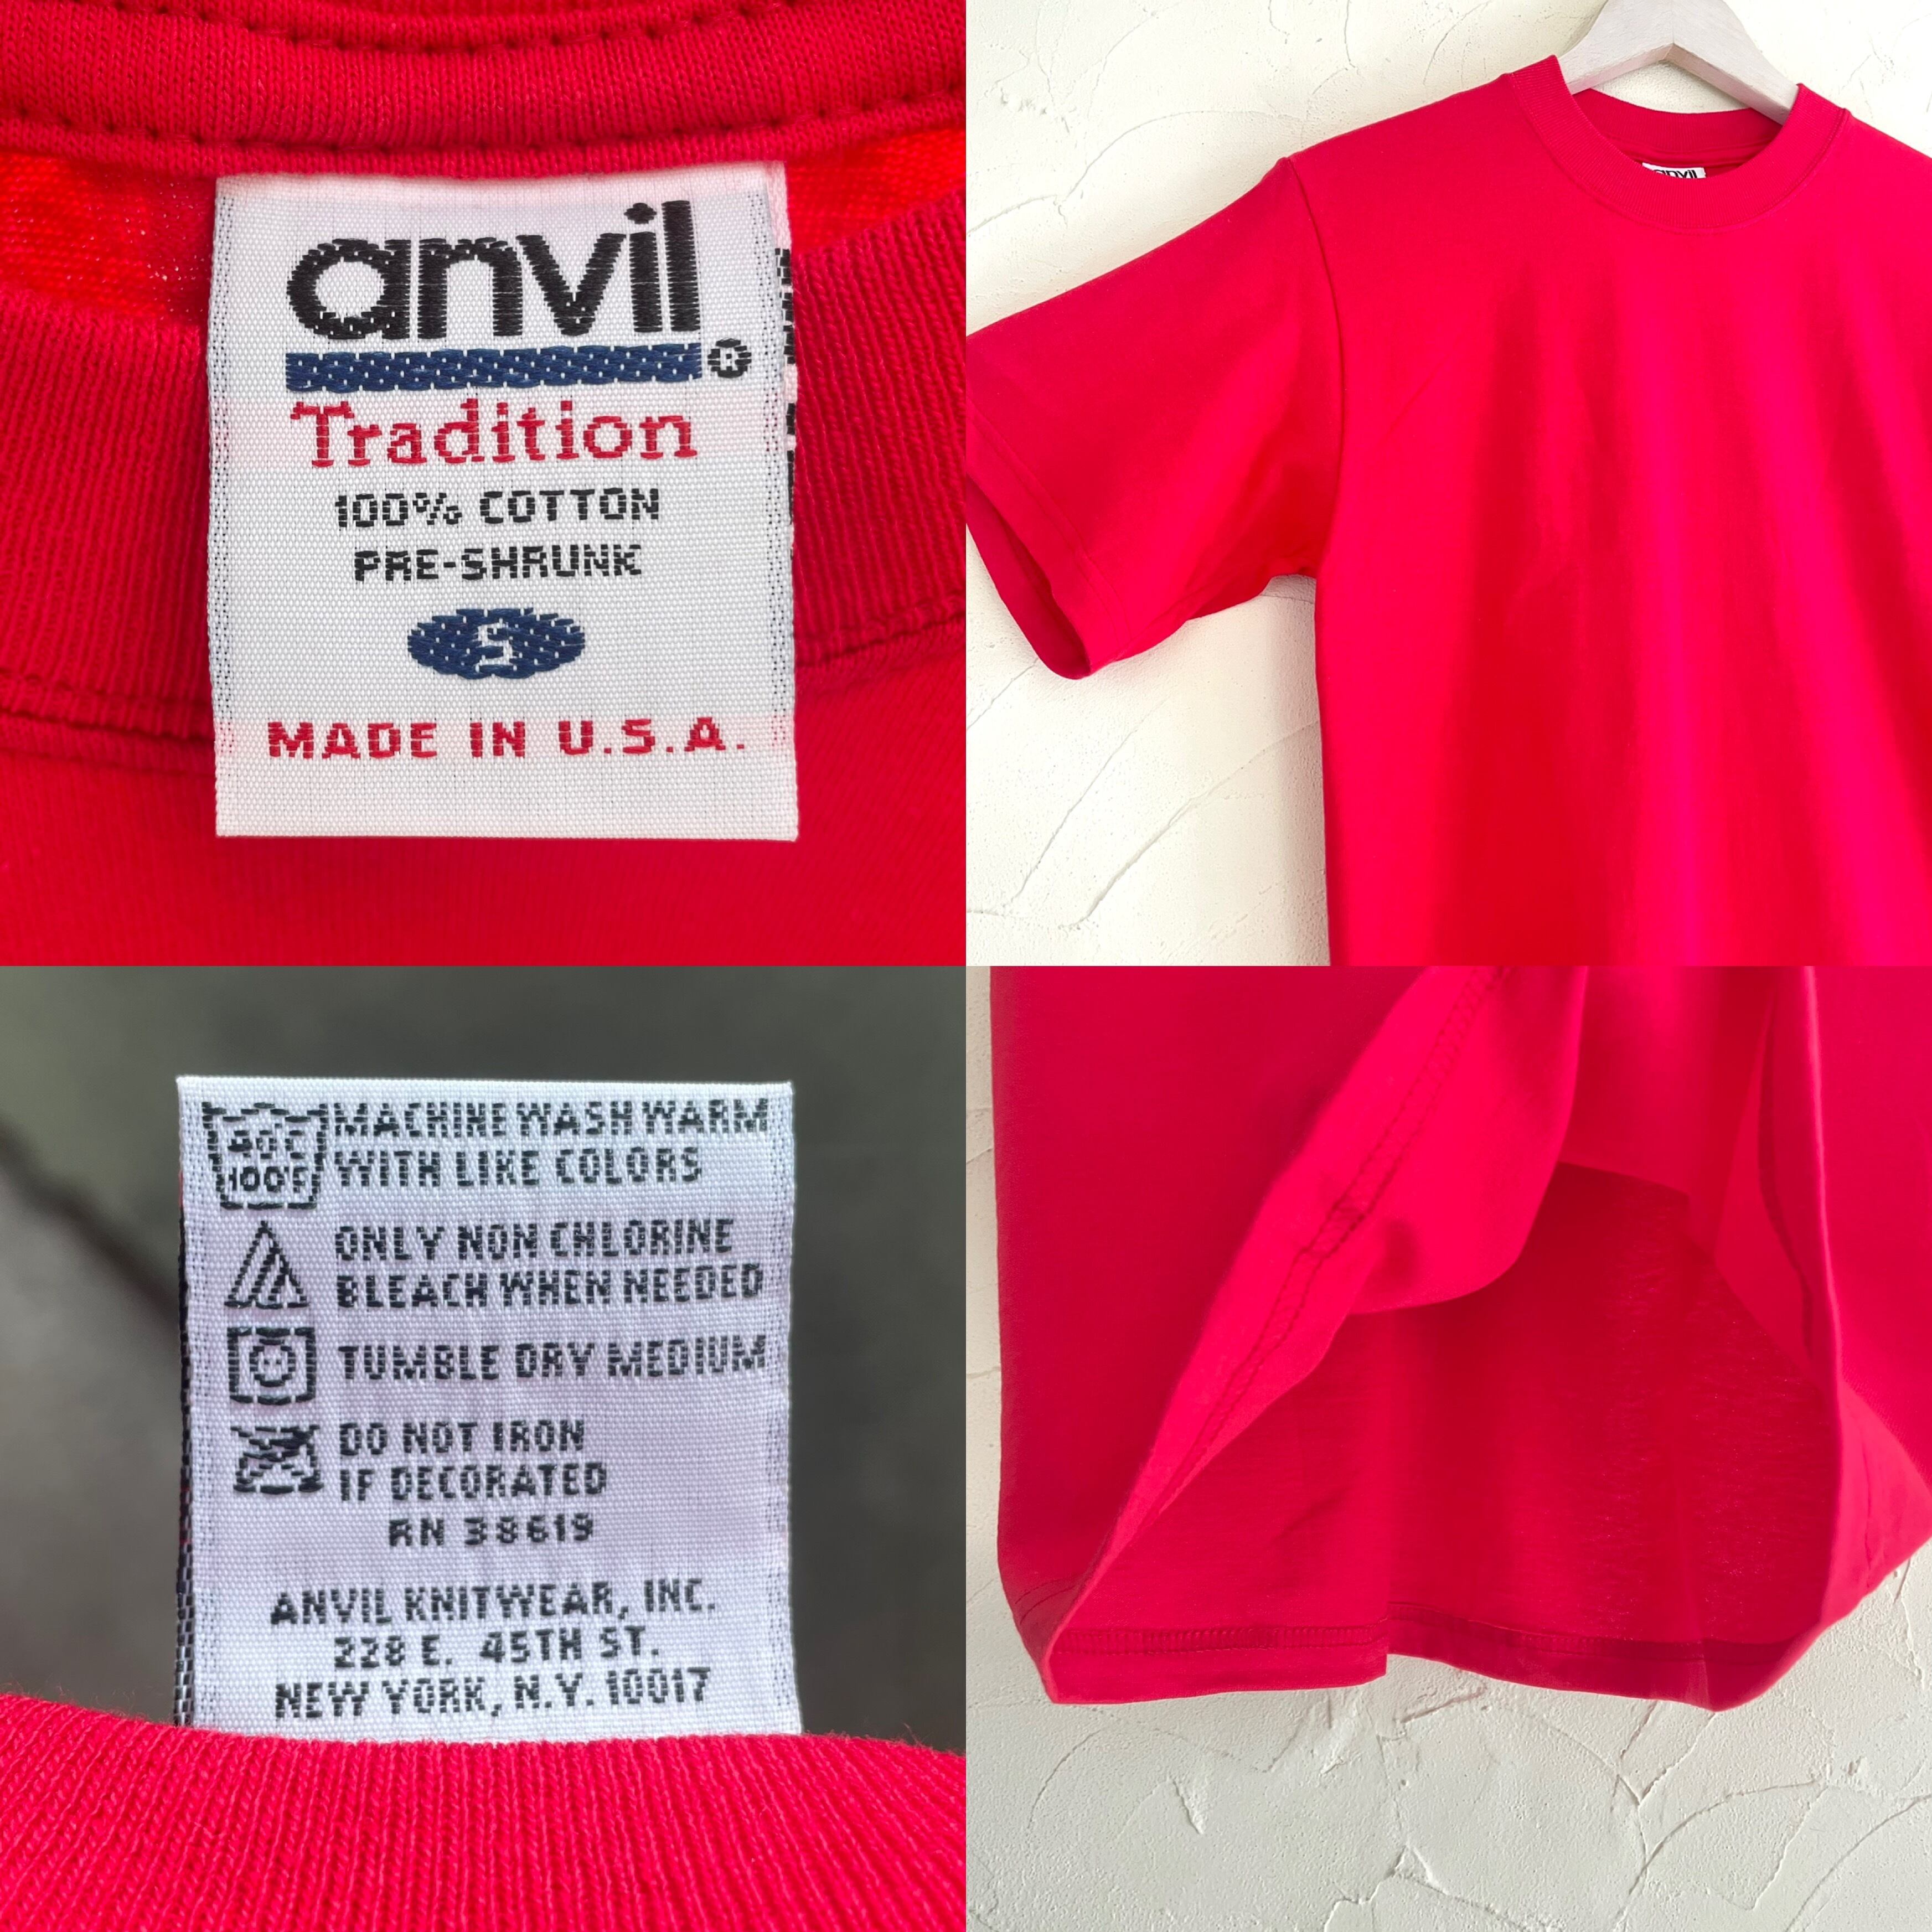 anvil
®
Tradition
100% COTTON
PRE-SHRUNK
S
MADE IN U.S.A.
anvil
40°C
100°F
MACHINE WASH WARM
WITH LIKE COLORS
ONLY NON CHLORINE
BLEACH WHEN NEEDED
TUMBLE DRY MEDIUM
DO NOT IRON
IF DECORATED
RN 38619
ANVIL KNITWEAR, INC.
228 E. 45TH ST.
NEW YORK, N.Y. 10017